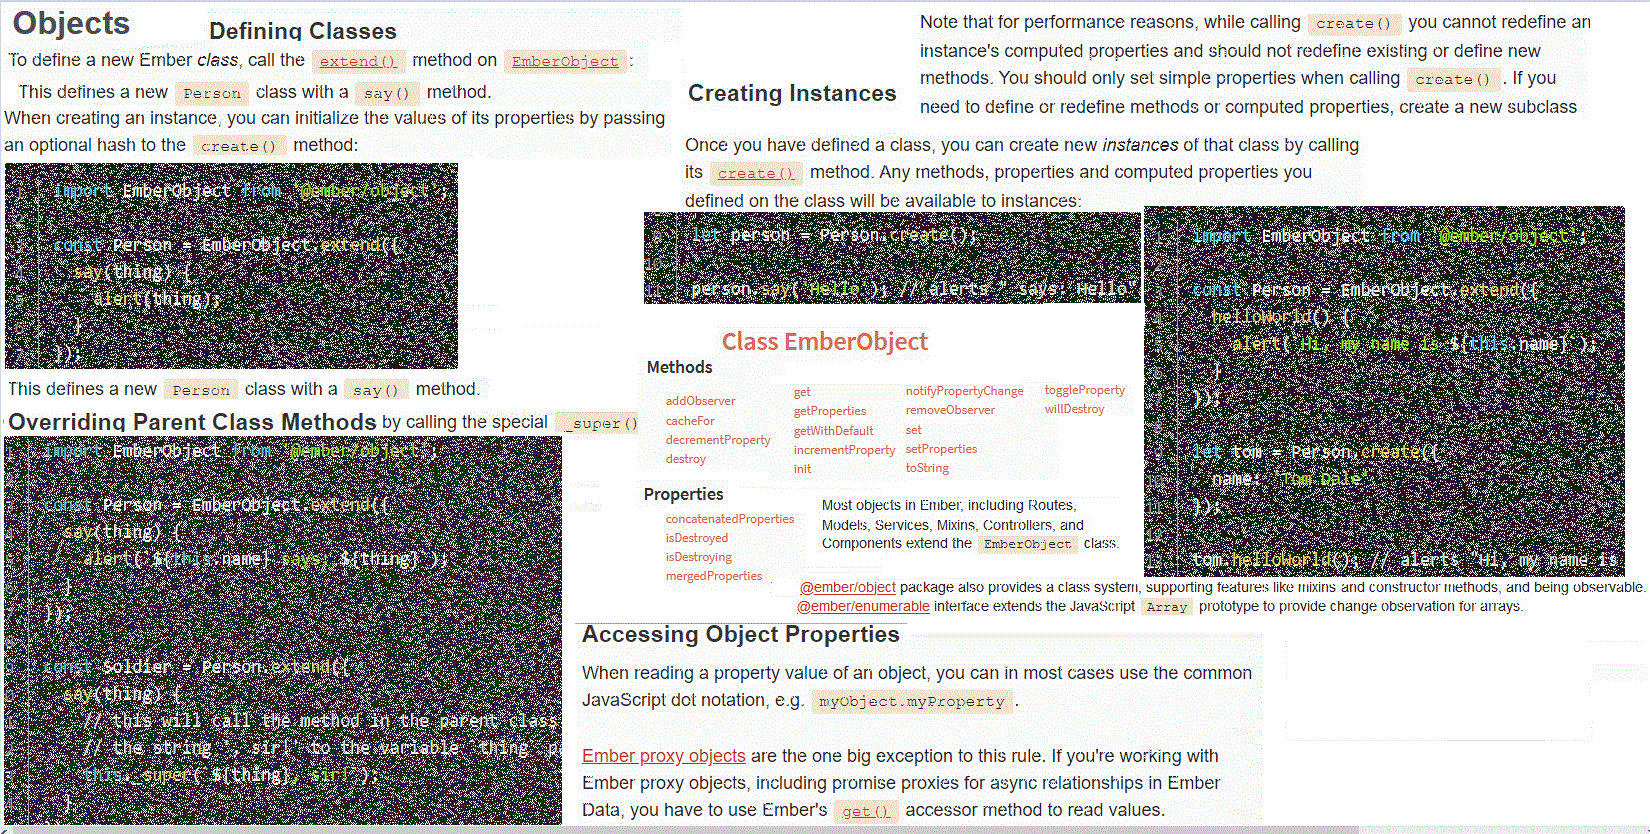 Objects
Defining Classes
To define a new Ember class, call the extend() method on EmberObject :
This defines a new Person class with a say() method.
When creating an instance, you can initialize the values of its properties by passing
an optional hash to the create() method:
import EmberObject from '@ember/object';
const Person = EmberObject.extend({
say(thing) {
alert(thing);
}
});
This defines a new Person class with a say() method.
Overriding Parent Class Methods by calling the special _super()
import EmberObject from '@ember/object';
const Person = EmberObject.extend({
say(thing) {
alert(`${this.name} says: ${thing}`);
}
});
const Soldier = Person.extend({
say(thing) {
// this will call the method in the parent class
// the string ', sir!' to the variable `thing`
this._super(`${thing}, sir!`);
}
Note that for performance reasons, while calling create() you cannot redefine an
instance's computed properties and should not redefine existing or define new
methods. You should only set simple properties when calling create() . If you
need to define or redefine methods or computed properties, create a new subclass
Creating Instances
Once you have defined a class, you can create new instances of that class by calling
its create() method. Any methods, properties and computed properties you
defined on the class will be available to instances:
let person = Person.create();
person.say('Hello'); // alerts " says: Hello"
import EmberObject from '@ember/object';
const Person = EmberObject.extend({
helloWorld() {
alert(`Hi, my name is ${this.name}`);
}
});
let tom = Person.create({
name: 'Tom Dale'
});
tom.helloWorld(); // alerts "Hi, my name is
Class EmberObject
Methods
addObserver
cacheFor
decrementProperty
destroy
get
getProperties
getWithDefault
incrementProperty
init
notifyPropertyChange
removeObserver
set
setProperties
toString
toggleProperty
willDestroy
Properties
concatenatedProperties
isDestroyed
isDestroying
mergedProperties
Most objects in Ember, including Routes,
Models, Services, Mixins, Controllers, and
Components extend the EmberObject class.
@ember/object package also provides a class system, supporting features like mixins and constructor methods, and being observable.
@ember/enumerable interface extends the JavaScript Array prototype to provide change observation for arrays.
Accessing Object Properties
When reading a property value of an object, you can in most cases use the common
JavaScript dot notation, e.g. myObject.myProperty .
Ember proxy objects are the one big exception to this rule. If you're working with
Ember proxy objects, including promise proxies for async relationships in Ember
Data, you have to use Ember's get() accessor method to read values.